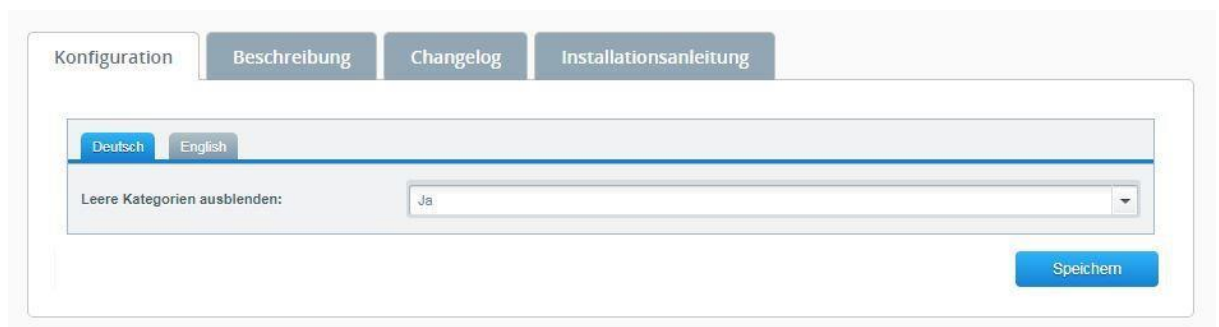 Konfiguration Beschreibung Changelog Installationsanleitung
Deutsch English
Leere Kategorien ausblenden: Ja
Speichern